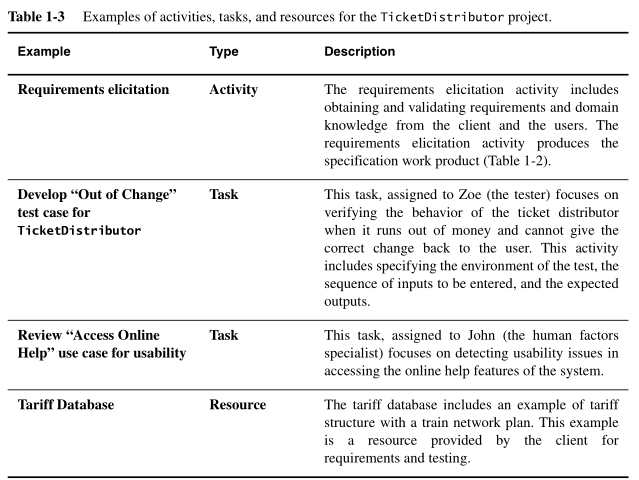 Table 1-3 Examples of activities, tasks, and resources for the TicketDistributor project.
Example Type Description
Requirements elicitation Activity The requirements elicitation activity includes
obtaining and validating requirements and domain
knowledge from the client and the users. The
requirements elicitation activity produces the
specification work product (Table 1-2).
Develop “Out of Change” Task This task, assigned to Zoe (the tester) focuses on
test case for verifying the behavior of the ticket distributor
TicketDistributor when it runs out of money and cannot give the
correct change back to the user. This activity
includes specifying the environment of the test, the
sequence of inputs to be entered, and the expected
outputs.
Review “Access Online Task This task, assigned to John (the human factors
Help” use case for usability specialist) focuses on detecting usability issues in
accessing the online help features of the system.
Tariff Database Resource The tariff database includes an example of tariff
structure with a train network plan. This example
is a resource provided by the client for
requirements and testing.